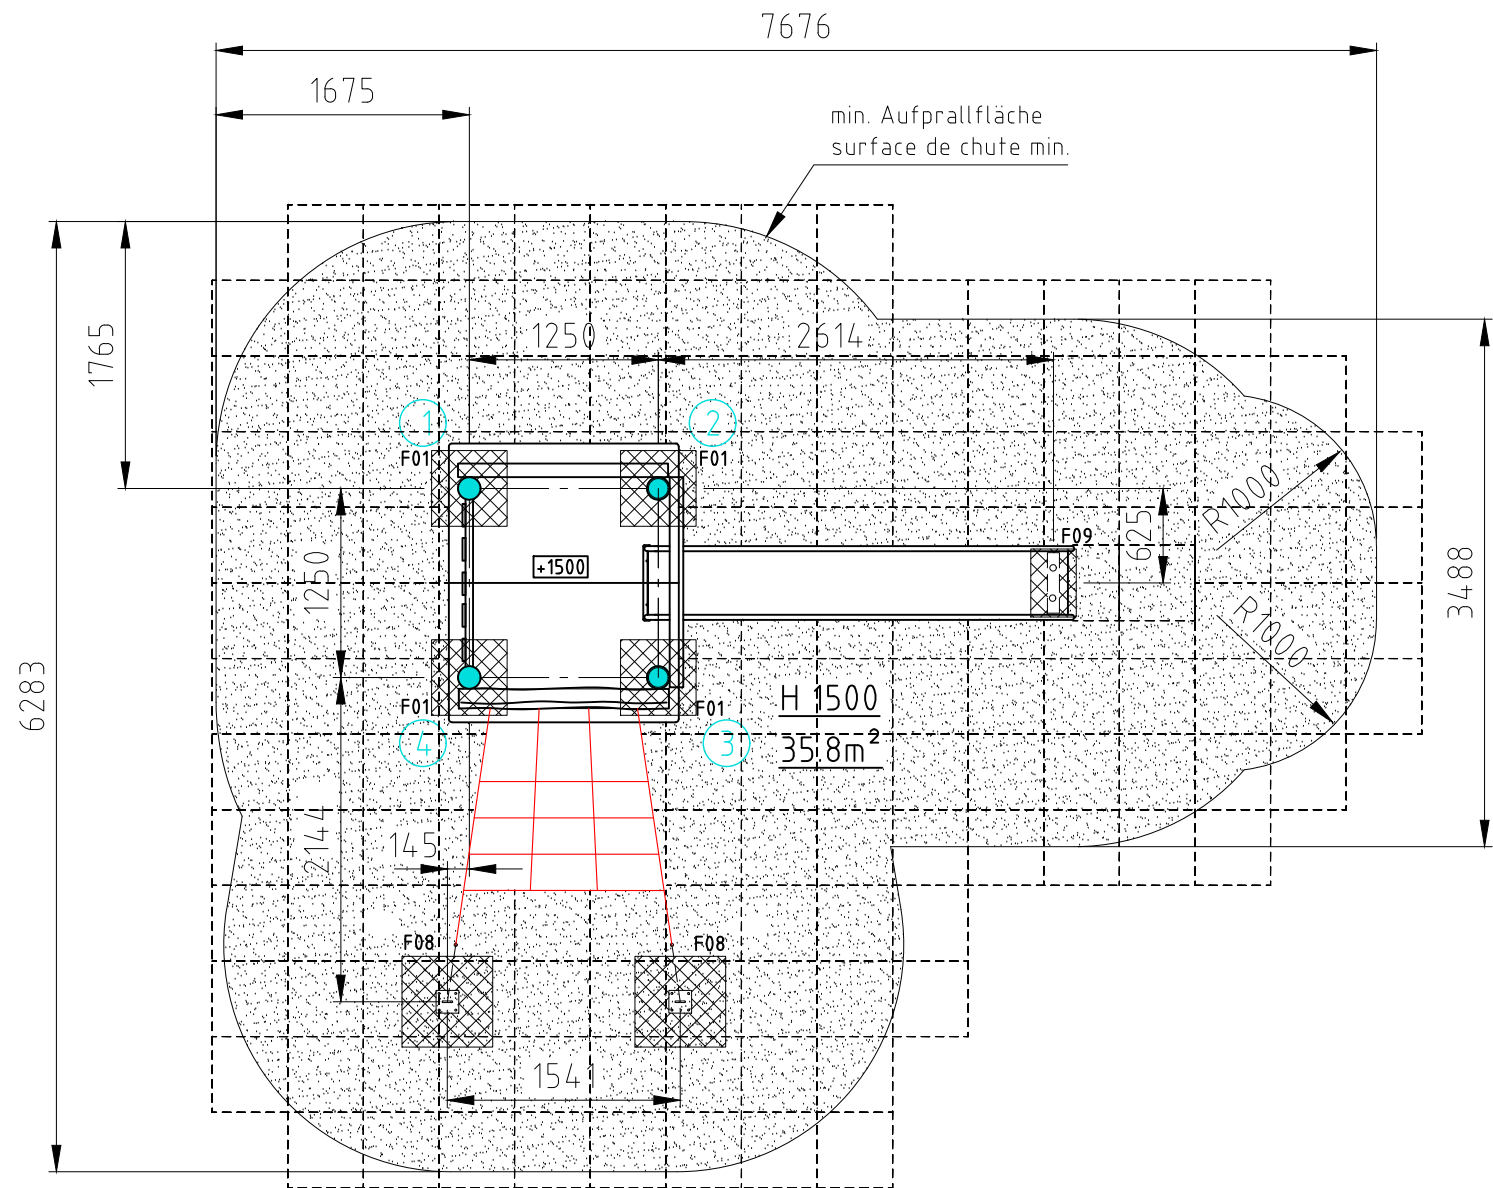 7676
1675
min. Aufprallfläche
surface de chute min.
1765
1250
2614
1
2
F01
F01
R1000
625
F09
+1500
1250
3488
R1000
6283
F01
F01
H 1500
4
3
35.8m²
2144
145
F08
F08
1541